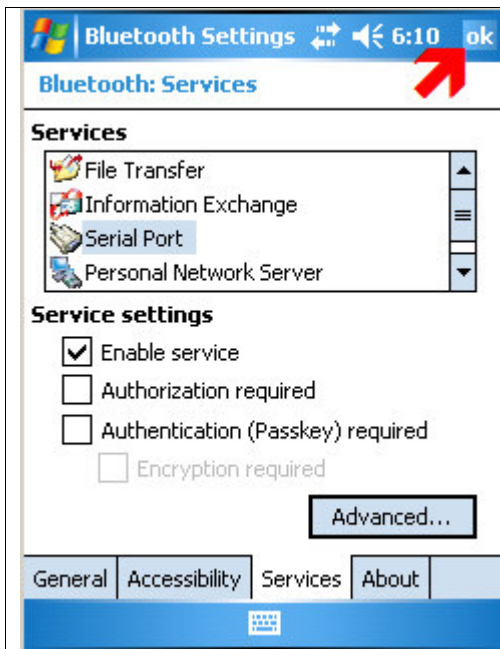 Bluetooth Settings 6:10 ok
Bluetooth: Services
Services
File Transfer
Information Exchange
Serial Port
Personal Network Server
Service settings
Enable service
Authorization required
Authentication (Passkey) required
Encryption required
Advanced...
General Accessibility Services About